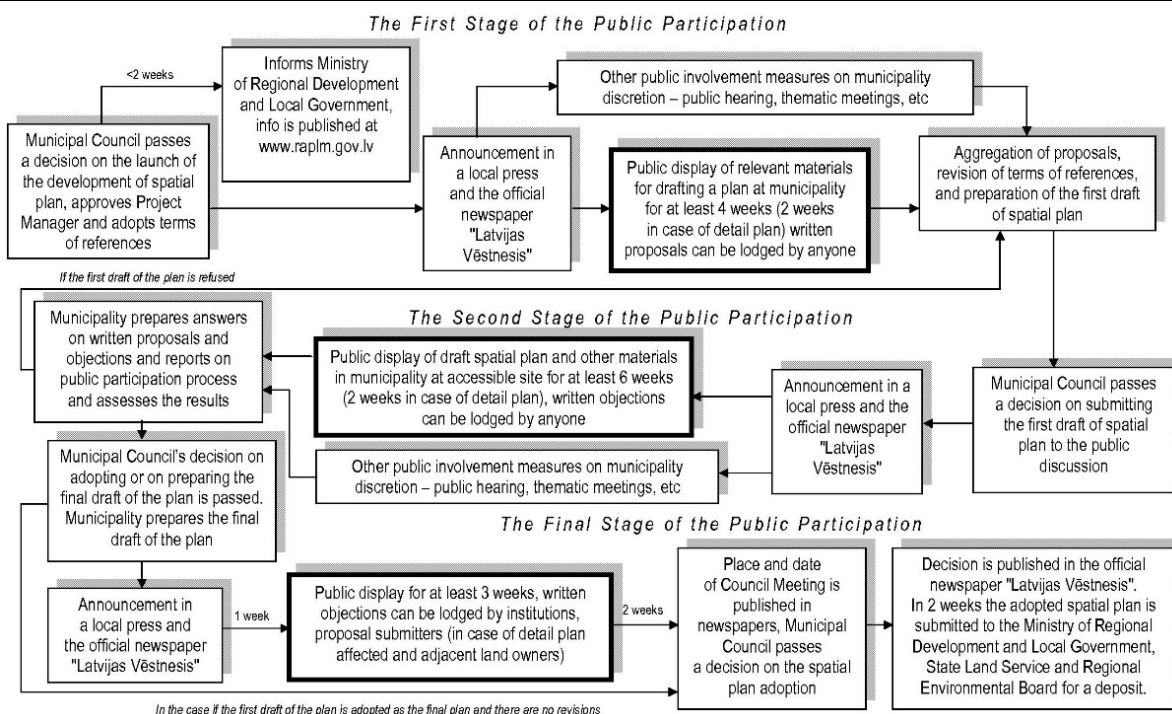 The First Stage of the Public Participation
<2 weeks
Informs Ministry
of Regional Development
and Local Government,
info is published at
www.raplm.gov.lv
Other public involvement measures on municipality
discretion – public hearing, thematic meetings, etc
Municipal Council passes
a decision on the launch of
the development of spatial
plan, approves Project
Manager and adopts terms
of references
Announcement in
a local press
and the official
newspaper
"Latvijas
Vēstnesis"
Public display of relevant materials
for drafting a plan at municipality
for at least 4 weeks (2 weeks
in case of detail plan) written
proposals can be lodged by anyone
Aggregation of proposals,
revision of terms of references,
and preparation of the first draft
of spatial plan
If the first draft of the plan is refused
The Second Stage of the Public Participation
Municipality prepares answers
on written proposals and
objections and reports on
public participation process
and assesses the results
Public display of draft spatial plan and other materials
in municipality at accessible site for at least 6 weeks
(2 weeks in case of detail plan), written objections
can be lodged by anyone
Announcement in a
local press and the
official newspaper
"Latvijas
Vēstnesis"
Municipal Council passes
a decision on submitting
the first draft of spatial
plan to the public
discussion
Other public involvement measures on municipality
discretion – public hearing, thematic meetings, etc
Municipal Council's decision on
adopting or on preparing the
final draft of the plan is passed.
Municipality prepares the final
draft of the plan
The Final Stage of the Public Participation
Announcement in
a local press and
the official newspaper
"Latvijas Vēstnesis"
1 week
Public display for at least 3 weeks, written
objections can be lodged by institutions,
proposal submitters (in case of detail plan
affected and adjacent land owners)
2 weeks
Place and date
of Council Meeting is
published in
newspapers, Municipal
Council passes
a decision on the spatial
plan adoption
Decision is published in the official
newspaper "Latvijas Vēstnesis".
In 2 weeks the adopted spatial plan is
submitted to the Ministry of Regional
Development and Local Government,
State Land Service and Regional
Environmental Board for a deposit.
In the case if the first draft of the plan is adopted as the final plan and there are no revisions